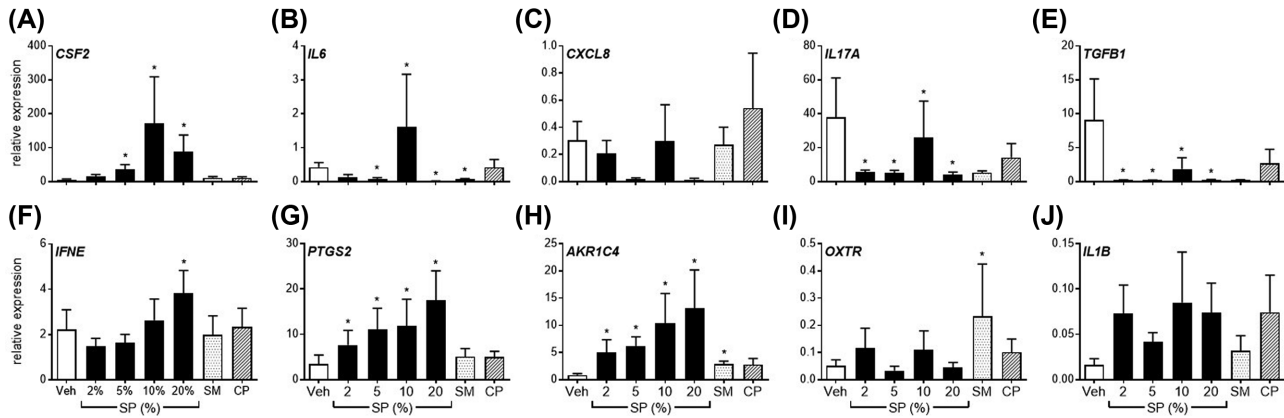 (A) (B) (C) (D) (E)
CSF2 IL6 CXCL8 IL17A TGFB1
relative expression
400 300 200 100 0
4 3 2 1 0
1.0 0.8 0.6 0.4 0.2 0.0
80 60 40 20 0
20 15 10 5 0
* * *
* * * *
* * * *
* * * *
(F) (G) (H) (I) (J)
IFNE PTGS2 AKR1C4 OXTR IL1B
relative expression
6 4 2 0
30 20 10 0
25 20 15 10 5 0
0.5 0.4 0.3 0.2 0.1 0.0
0.15 0.10 0.05 0.00
*
* * * *
* * * * *
*
Veh 2% 5% 10% 20% SM CP
SP (%)
Veh 2 5 10 20 SM CP
SP (%)
Veh 2 5 10 20 SM CP
SP (%)
Veh 2 5 10 20 SM CP
SP (%)
Veh 2 5 10 20 SM CP
SP (%)